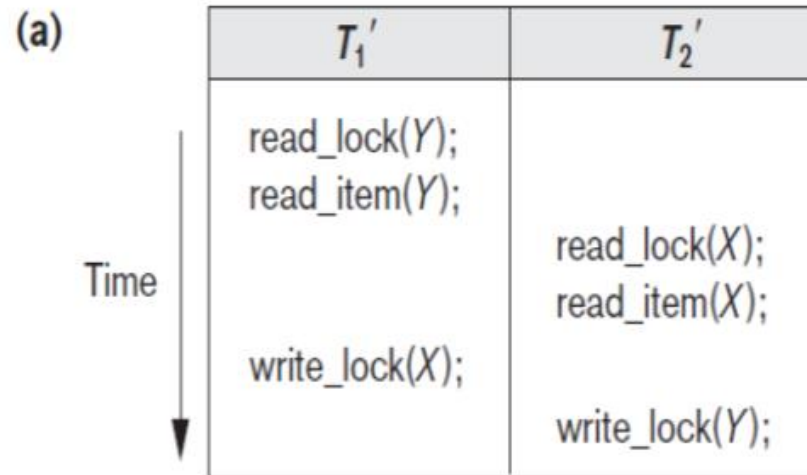 (a)
T₁′ T₂′
read_lock(Y);
read_item(Y);
read_lock(X);
Time
read_item(X);
write_lock(X);
write_lock(Y);